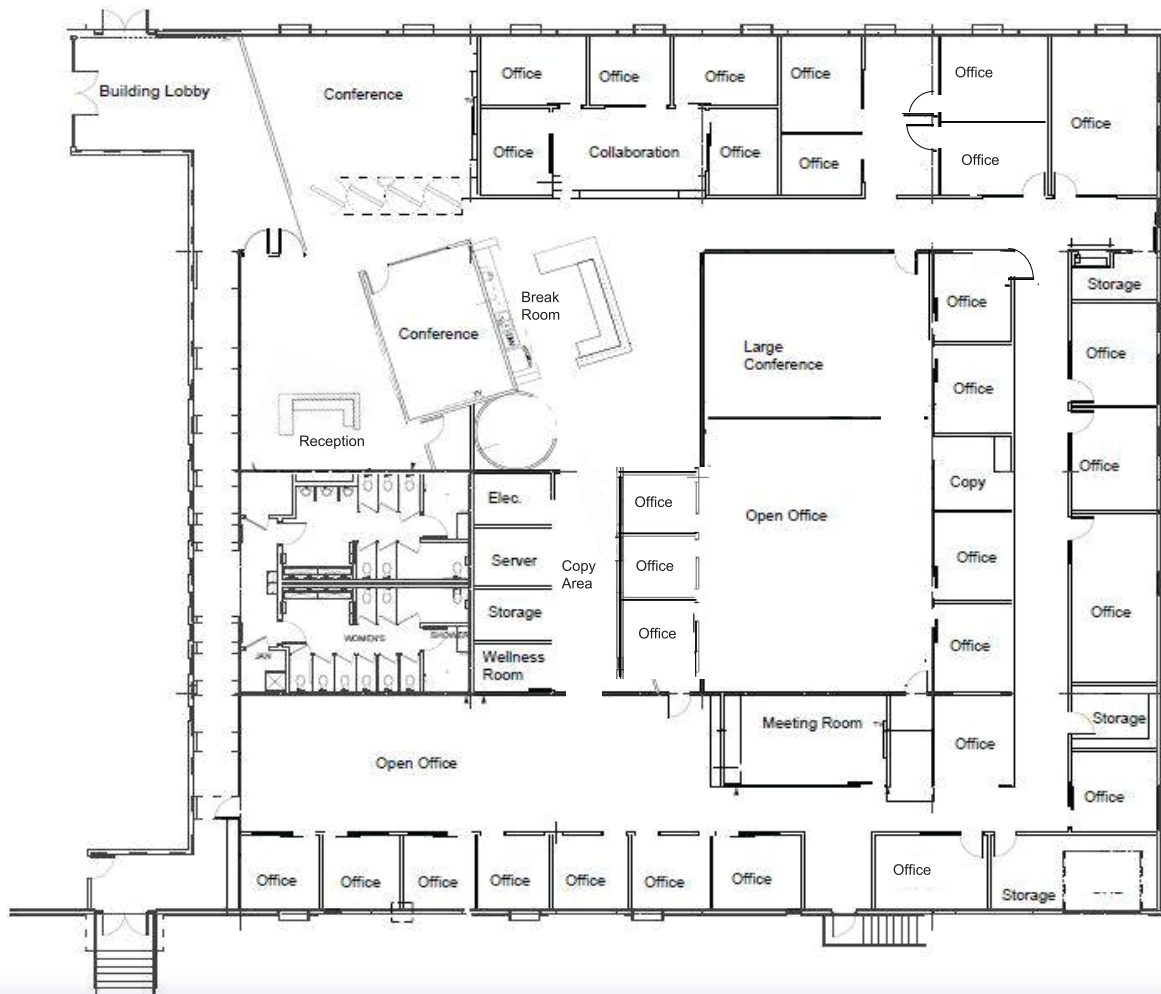 Building Lobby
Conference
Office
Office
Office
Office
Office
Office
Office
Collaboration
Office
Office
Office
Office
Storage
Break
Room
Conference
Office
Large
Conference
Office
Office
Reception
Office
Copy
Elec.
Office
Open Office
Server
Copy
Area
Office
Office
Storage
Office
Office
Office
WOMEN'S
SHOWER
JAN
Wellness
Room
Storage
Meeting Room
TV
Office
Open Office
Office
Office
Office
Office
Office
Office
Office
Office
Office
Storage